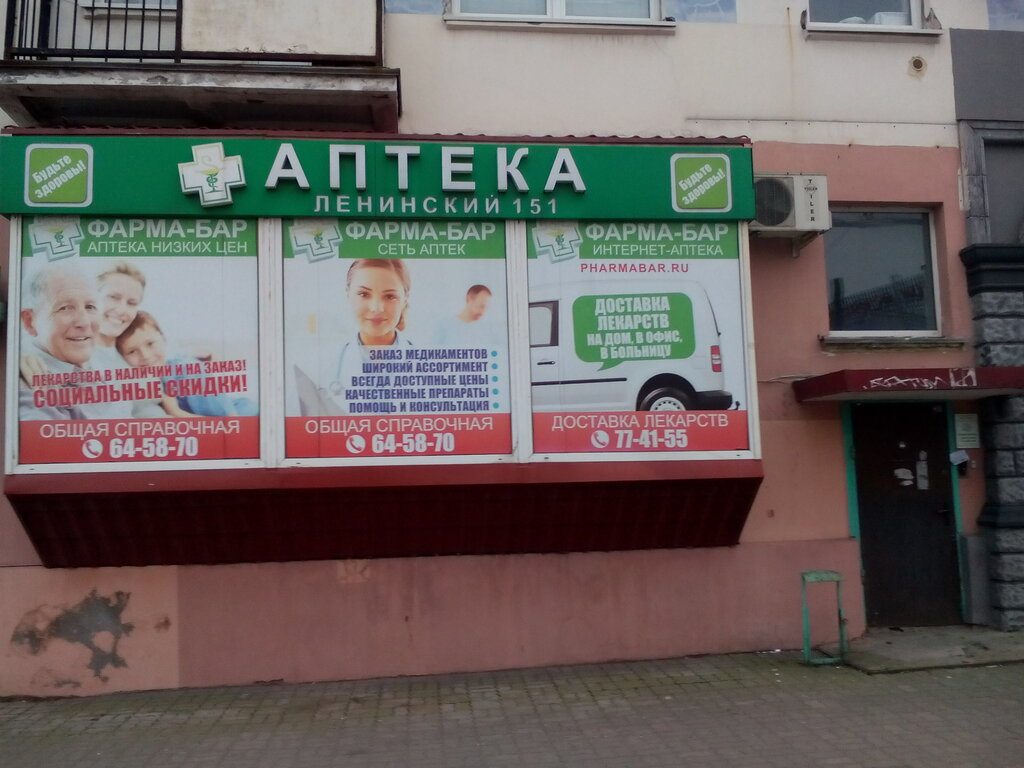 Будьте
здоровы!
АПТЕКА
ЛЕНИНСКИЙ 151
Будьте
здоровы!
ФАРМА-БАР
АПТЕКА НИЗКИХ ЦЕН
ЛЕКАРСТВА В НАЛИЧИИ И НА ЗАКАЗ!
СОЦИАЛЬНЫЕ СКИДКИ!
ОБЩАЯ СПРАВОЧНАЯ
64-58-70
ФАРМА-БАР
СЕТЬ АПТЕК
ЗАКАЗ МЕДИКАМЕНТОВ
ШИРОКИЙ АССОРТИМЕНТ
ВСЕГДА ДОСТУПНЫЕ ЦЕНЫ
КАЧЕСТВЕННЫЕ ПРЕПАРАТЫ
ПОМОЩЬ И КОНСУЛЬТАЦИЯ
ОБЩАЯ СПРАВОЧНАЯ
64-58-70
ФАРМА-БАР
ИНТЕРНЕТ-АПТЕКА
PHARMABAR.RU
ДОСТАВКА
ЛЕКАРСТВ
НА ДОМ, В ОФИС,
В БОЛЬНИЦУ
ДОСТАВКА ЛЕКАРСТВ
77-41-55